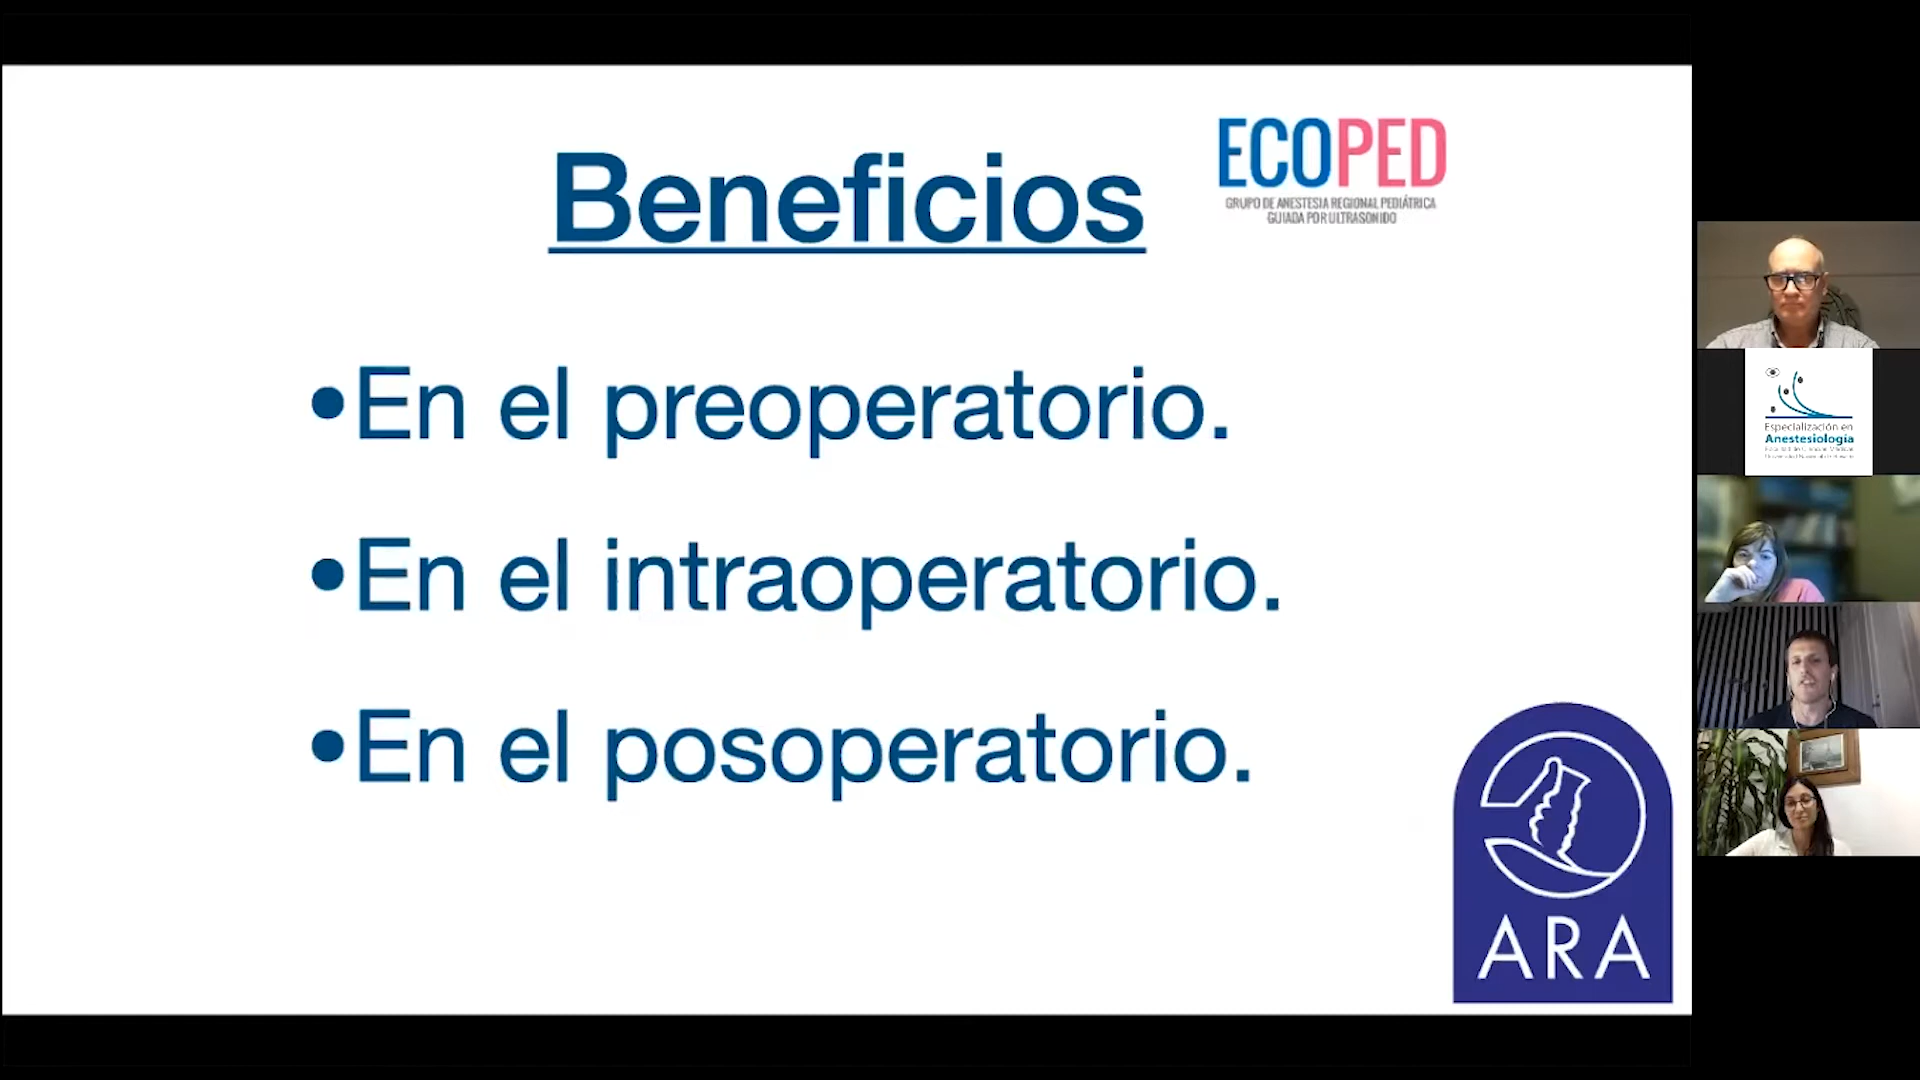 Beneficios
ECOPED
GRUPO DE ANESTESIA REGIONAL PEDIÁTRICA
GUIADA POR ULTRASONIDO
•En el preoperatorio.
•En el intraoperatorio.
•En el posoperatorio.
ARA
Especialización en
Anestesiología